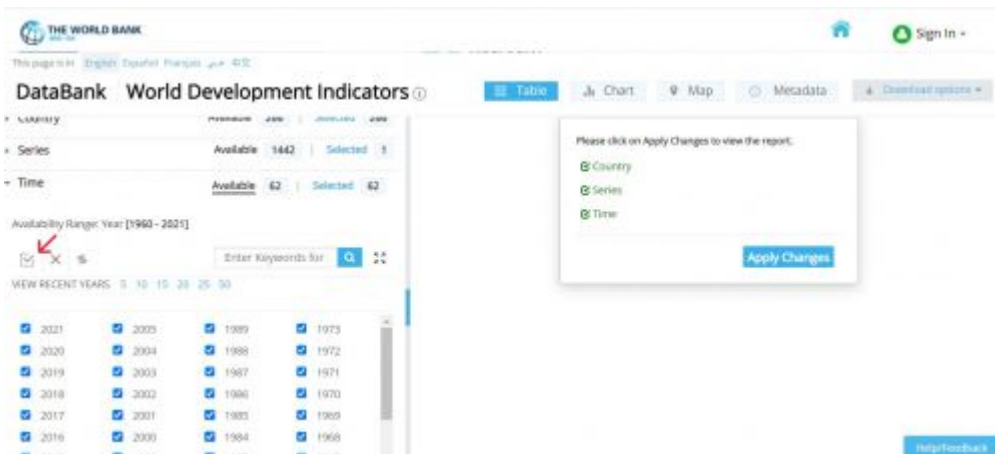 THE WORLD BANK
Sign In
This page is in English Español Français عربي 中文
DataBank World Development Indicators
Table
Chart
Map
Metadata
Download options
Country Available 266 | Selected 266
Series Available 1442 | Selected 1
Time Available 62 | Selected 62
Availability Range: Year [1960 - 2021]
Enter Keywords for
VIEW RECENT YEARS 5 10 15 20 25 50
2021 2005 1989 1973
2020 2004 1988 1972
2019 2003 1987 1971
2018 2002 1986 1970
2017 2001 1985 1969
2016 2000 1984 1968
Please click on Apply Changes to view the report.
Country
Series
Time
Apply Changes
Help/Feedback